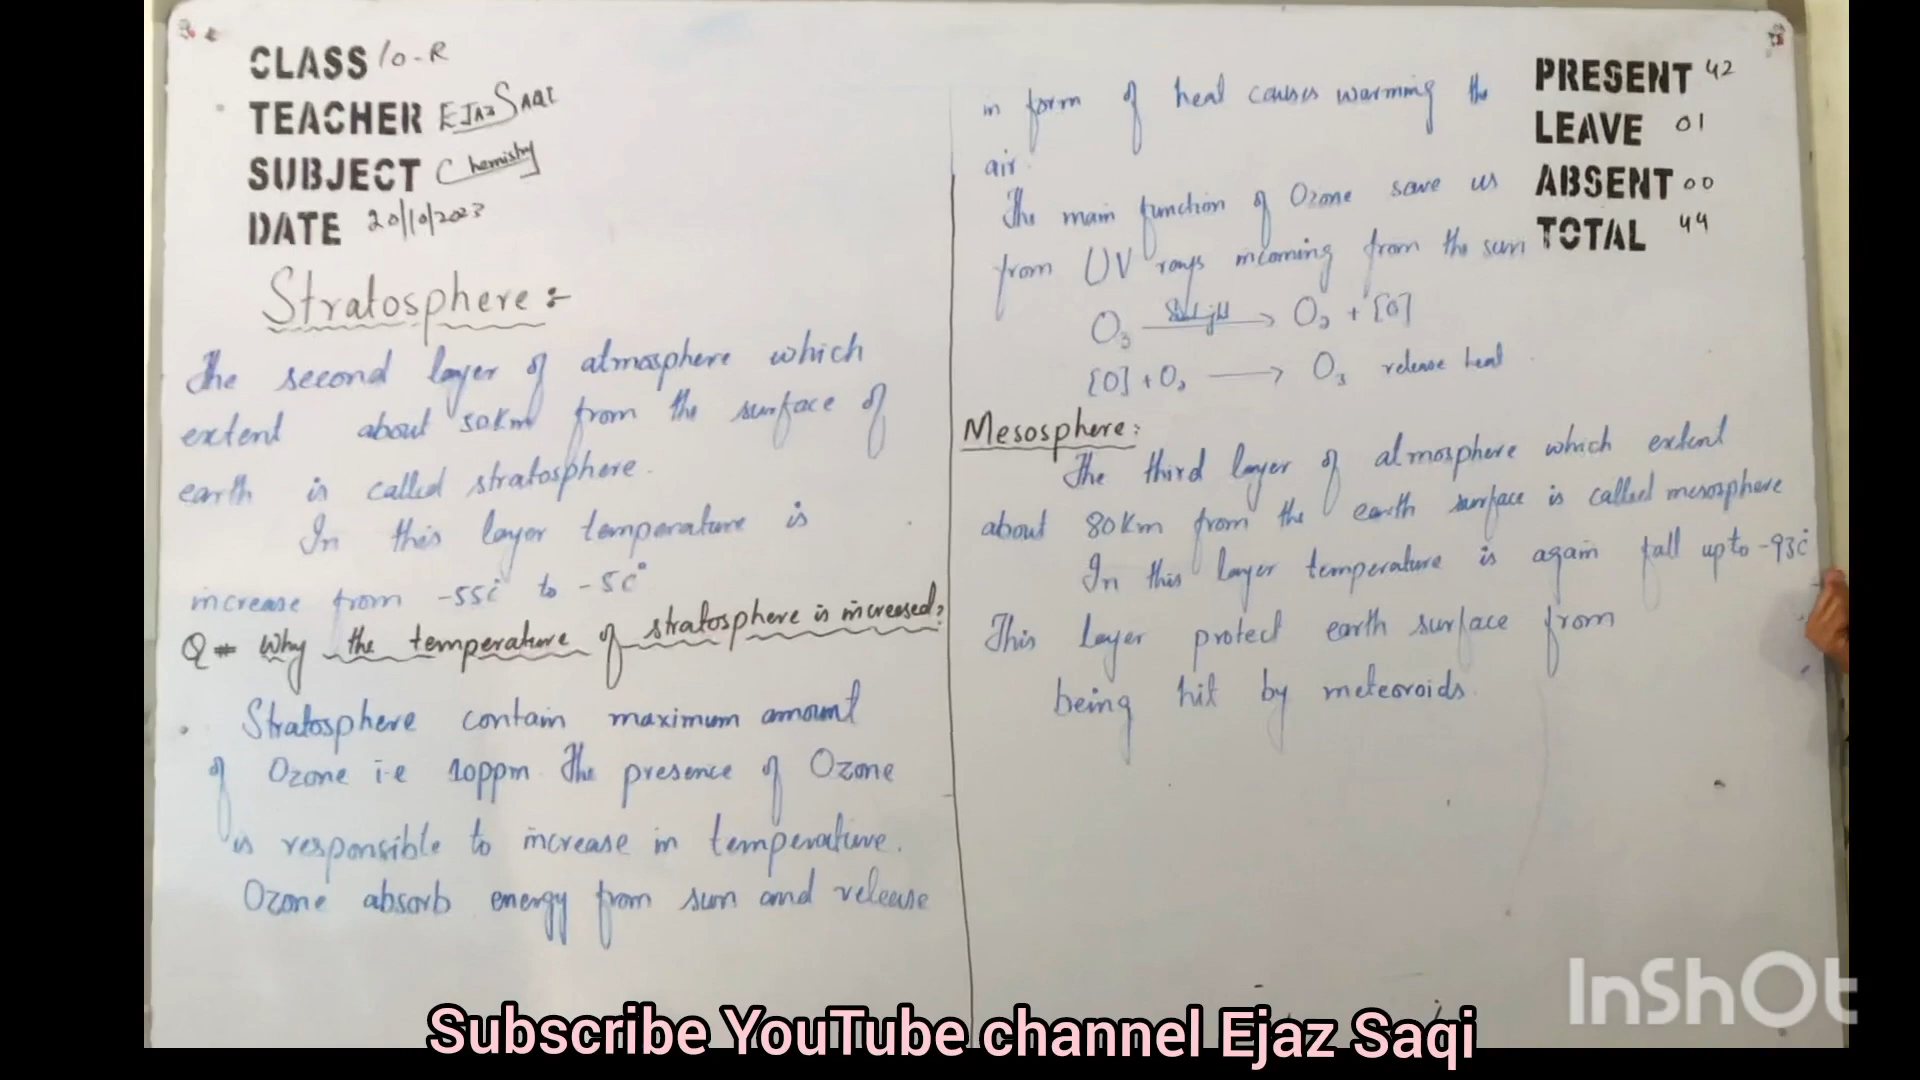 CLASS 10-R
TEACHER EJAZ SAQI
SUBJECT Chemistry
DATE 20/10/2023
Stratosphere:-
The second layer of atmosphere which
extent about 50Km from the surface of
earth is called stratosphere.
In this layer temperature is
increase from -55c° to -5c°
Q Why the temperature of stratosphere is increased?
Stratosphere contain maximum amount
of Ozone i.e 10ppm The presence of Ozone
is responsible to increase in temperature.
Ozone absorb energy from sun and release
in form of heat causes warming the
air.
The main function of Ozone save us
from UV rays incoming from the sun
O₃ Sunlight → O₂ + [O]
[O] + O₂ → O₃ release heat
Mesosphere:
The third layer of atmosphere which extent
about 80Km from the earth surface is called mesosphere
In this layer temperature is again fall up to -93c°
This layer protect earth surface from
being hit by meteoroids.
PRESENT 42
LEAVE 01
ABSENT 00
TOTAL 44
InShOt
Subscribe YouTube channel Ejaz Saqi